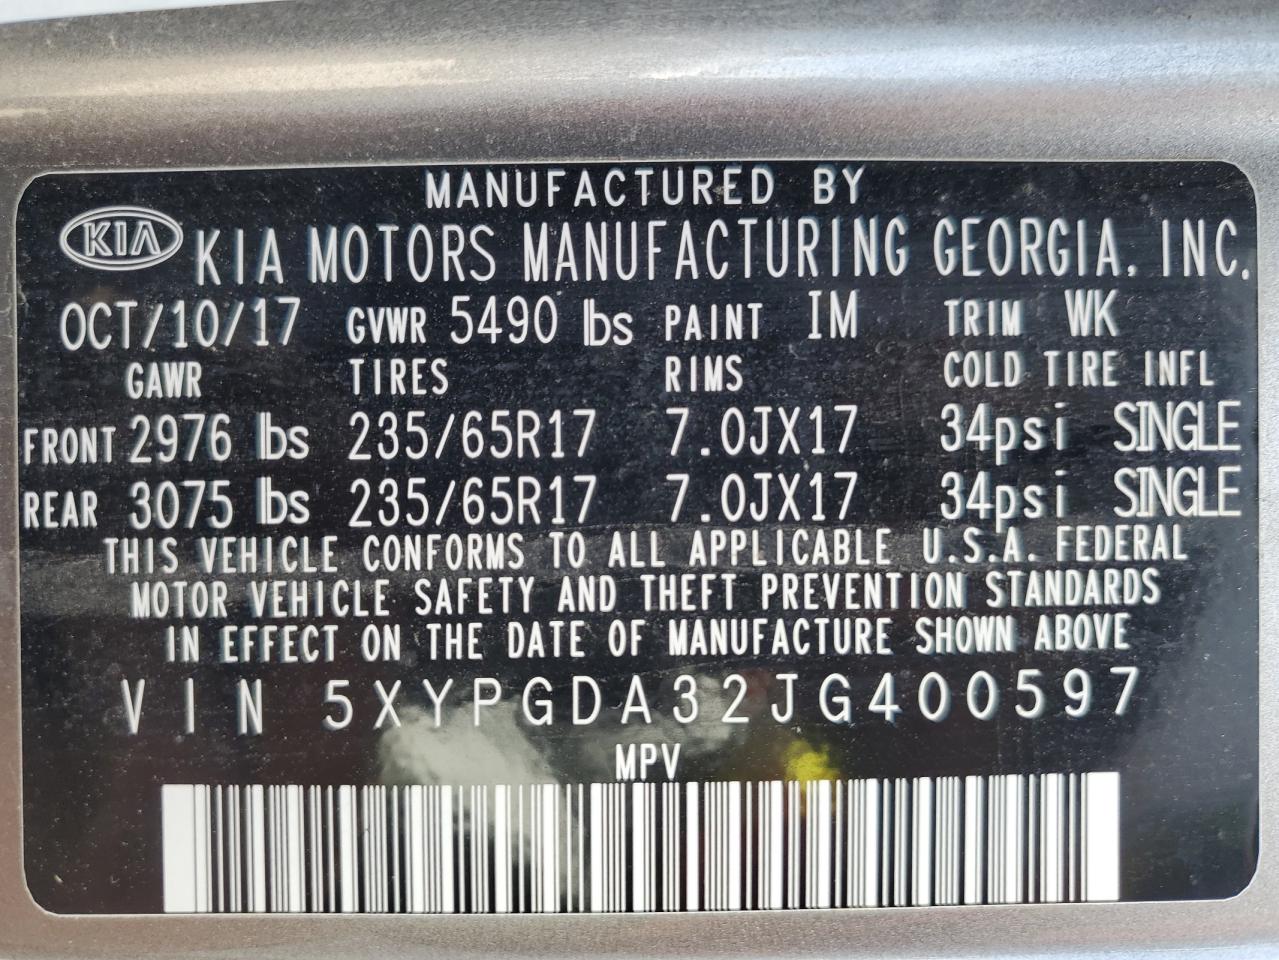 MANUFACTURED BY
KIA KIA MOTORS MANUFACTURING GEORGIA, INC.
OCT/10/17 GVWR 5490 lbs PAINT IM TRIM WK
GAWR TIRES RIMS COLD TIRE INFL
FRONT 2976 lbs 235/65R17 7.0JX17 34psi SINGLE
REAR 3075 lbs 235/65R17 7.0JX17 34psi SINGLE
THIS VEHICLE CONFORMS TO ALL APPLICABLE U.S.A. FEDERAL
MOTOR VEHICLE SAFETY AND THEFT PREVENTION STANDARDS
IN EFFECT ON THE DATE OF MANUFACTURE SHOWN ABOVE
VIN 5XYPGDA32JG400597
MPV